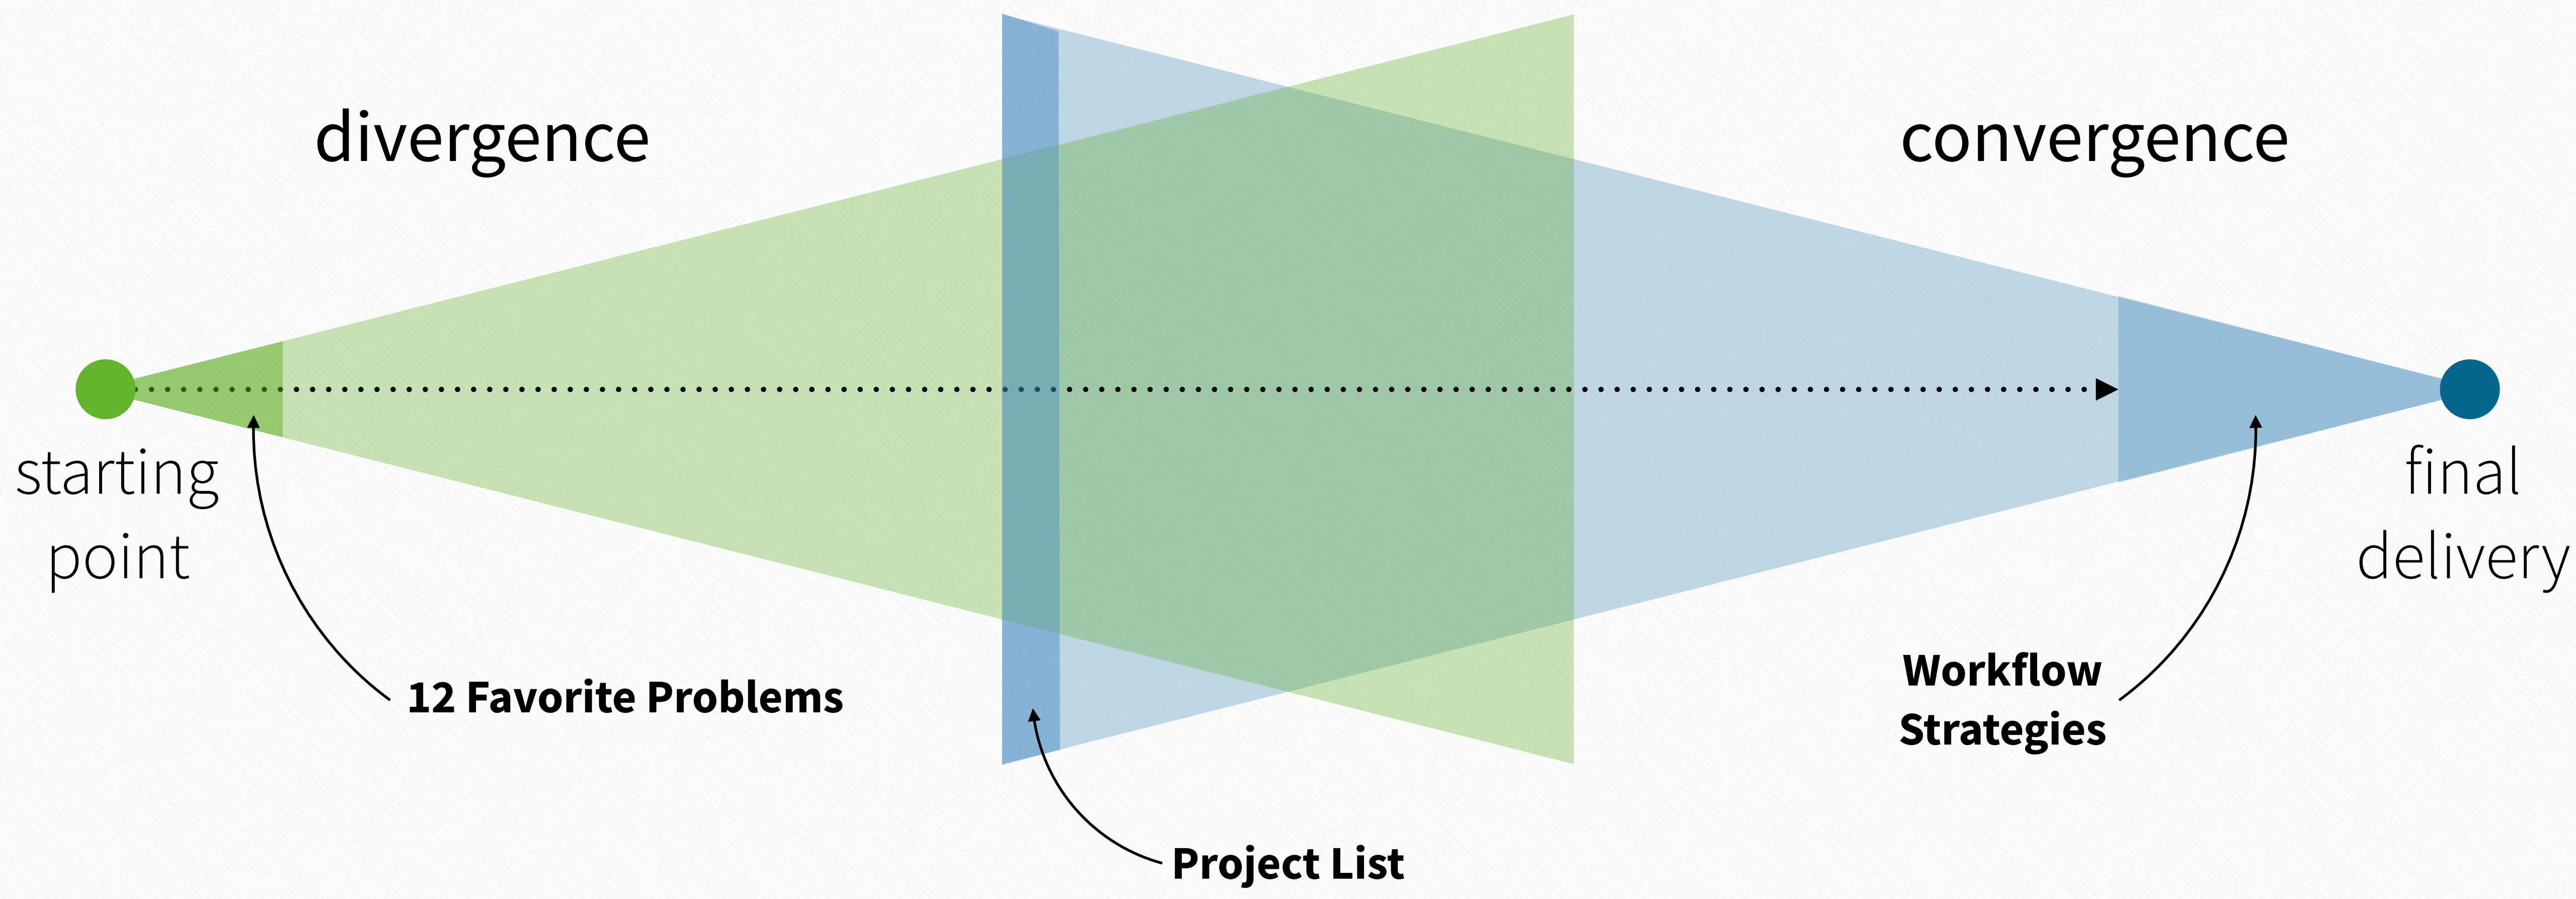 divergence
convergence
starting
point
final
delivery
12 Favorite Problems
Workflow
Strategies
Project List